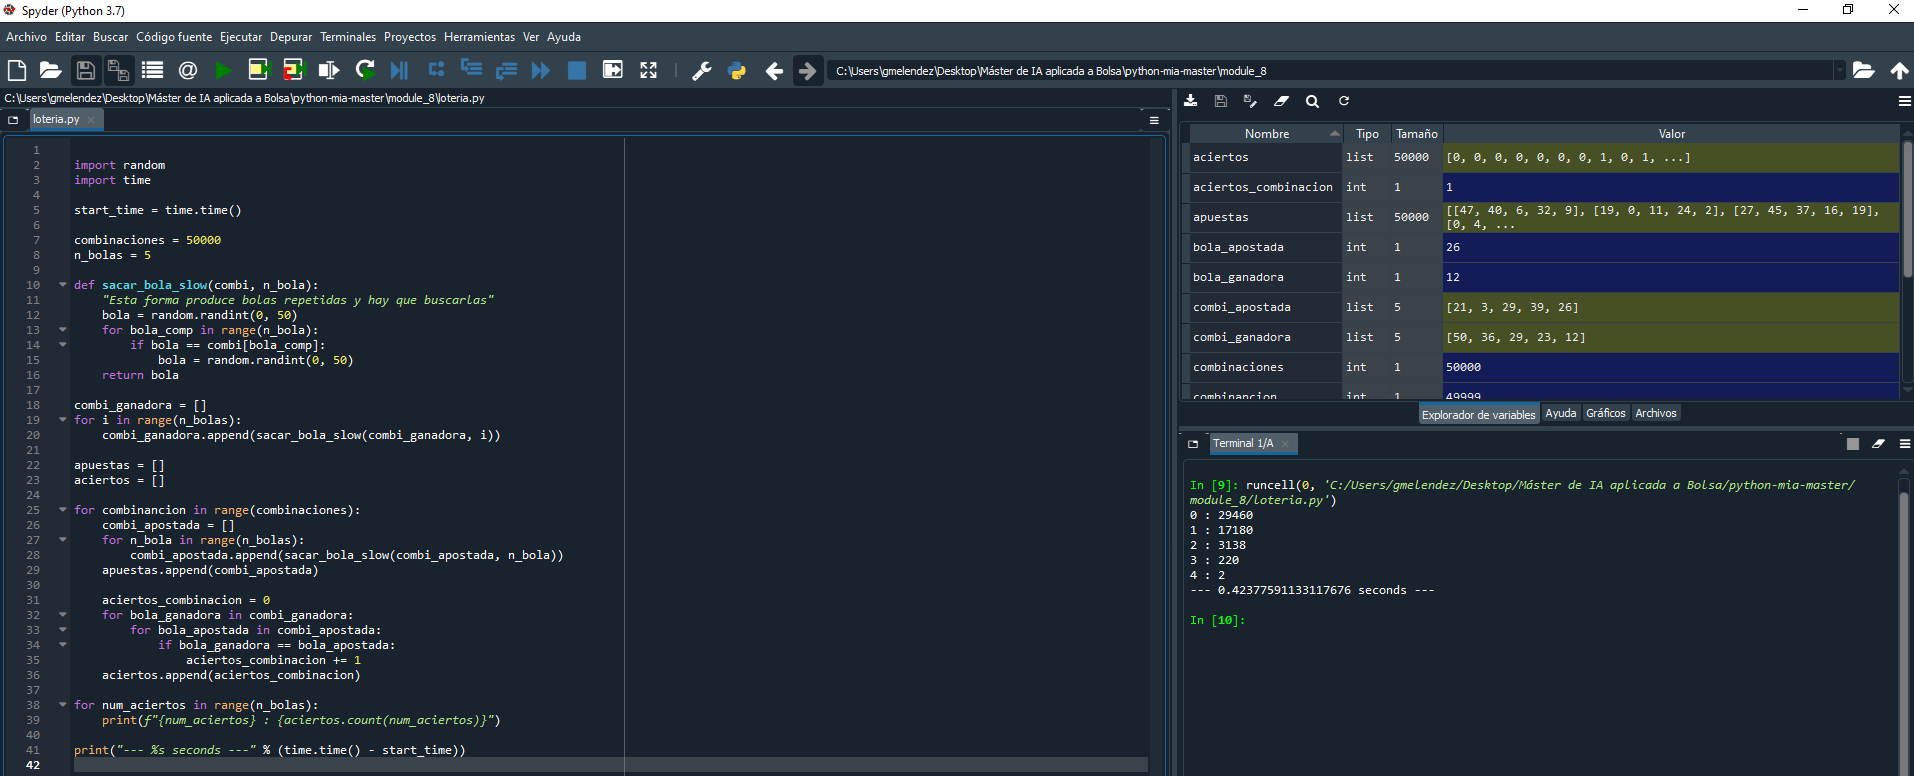 Spyder (Python 3.7)
Archivo Editar Buscar Código fuente Ejecutar Depurar Terminales Proyectos Herramientas Ver Ayuda
C:\Users\gmelendez\Desktop\Máster de IA aplicada a Bolsa\python-mia-master\module_8
C:\Users\gmelendez\Desktop\Máster de IA aplicada a Bolsa\python-mia-master\module_8\loteria.py
loteria.py
1
2 import random
3 import time
4
5 start_time = time.time()
6
7 combinaciones = 50000
8 n_bolas = 5
9
10 def sacar_bola_slow(combi, n_bola):
11 "Esta forma produce bolas repetidas y hay que buscarlas"
12 bola = random.randint(0, 50)
13 for bola_comp in range(n_bola):
14 if bola == combi[bola_comp]:
15 bola = random.randint(0, 50)
16 return bola
17
18 combi_ganadora = []
19 for i in range(n_bolas):
20 combi_ganadora.append(sacar_bola_slow(combi_ganadora, i))
21
22 apuestas = []
23 aciertos = []
24
25 for combinancion in range(combinaciones):
26 combi_apostada = []
27 for n_bola in range(n_bolas):
28 combi_apostada.append(sacar_bola_slow(combi_apostada, n_bola))
29 apuestas.append(combi_apostada)
30
31 aciertos_combinacion = 0
32 for bola_ganadora in combi_ganadora:
33 for bola_apostada in combi_apostada:
34 if bola_ganadora == bola_apostada:
35 aciertos_combinacion += 1
36 aciertos.append(aciertos_combinacion)
37
38 for num_aciertos in range(n_bolas):
39 print(f"{num_aciertos} : {aciertos.count(num_aciertos)}")
40
41 print("--- %s seconds ---" % (time.time() - start_time))
42
Nombre Tipo Tamaño Valor
aciertos list 50000 [0, 0, 0, 0, 0, 0, 0, 1, 0, 1, ...]
aciertos_combinacion int 1 1
apuestas list 50000 [[47, 40, 6, 32, 9], [19, 0, 11, 24, 2], [27, 45, 37, 16, 19],
[0, 4, ...
bola_apostada int 1 26
bola_ganadora int 1 12
combi_apostada list 5 [21, 3, 29, 39, 26]
combi_ganadora list 5 [50, 36, 29, 23, 12]
combinaciones int 1 50000
combinancion int 1 49999
Explorador de variables Ayuda Gráficos Archivos
Terminal 1/A
In [9]: runcell(0, 'C:/Users/gmelendez/Desktop/Máster de IA aplicada a Bolsa/python-mia-master/
module_8/loteria.py')
0 : 29460
1 : 17180
2 : 3138
3 : 220
4 : 2
--- 0.42377591133117676 seconds ---
In [10]: